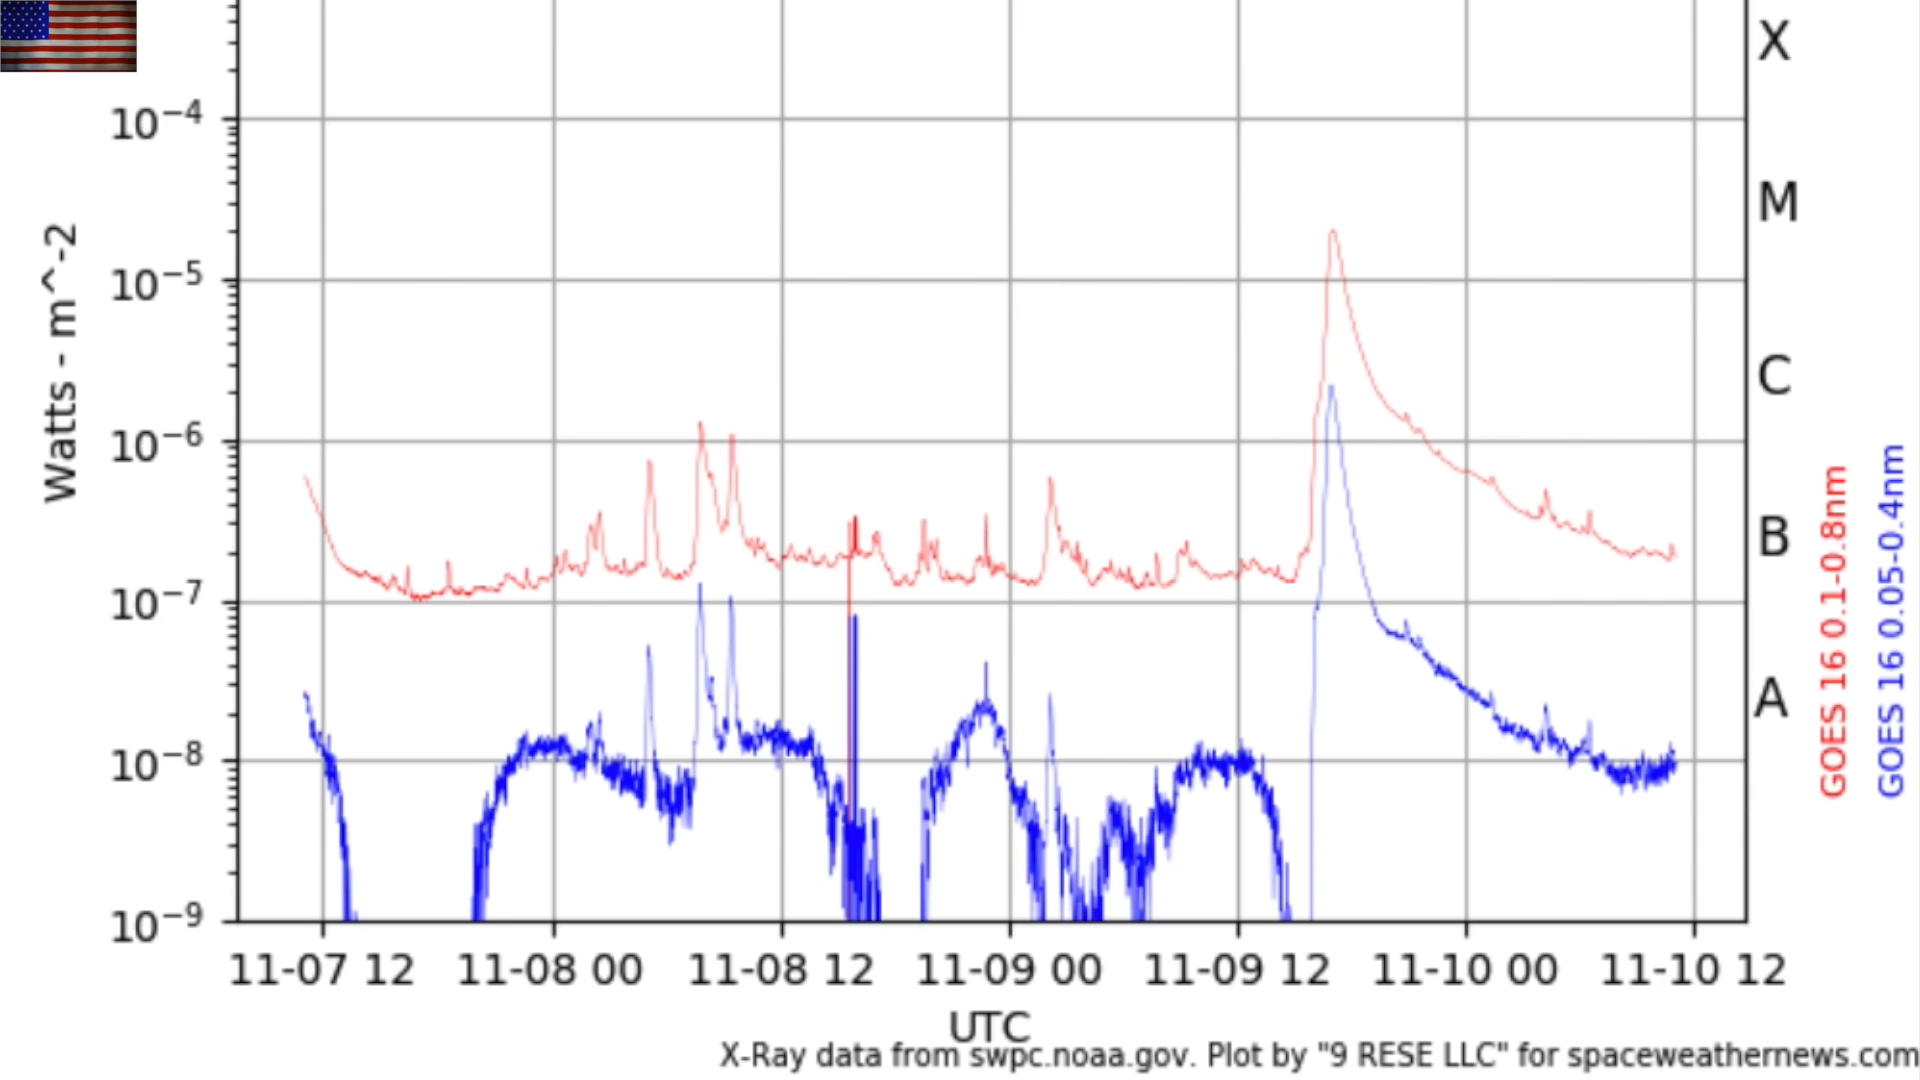 X
10−4
M
10−5
C
10−6
B
10−7
A
10−8
10−9
Watts - m^-2
GOES 16 0.1-0.8nm
GOES 16 0.05-0.4nm
11-07 12 11-08 00 11-08 12 11-09 00 11-09 12 11-10 00 11-10 12
UTC
X-Ray data from swpc.noaa.gov. Plot by "9 RESE LLC" for spaceweathernews.com